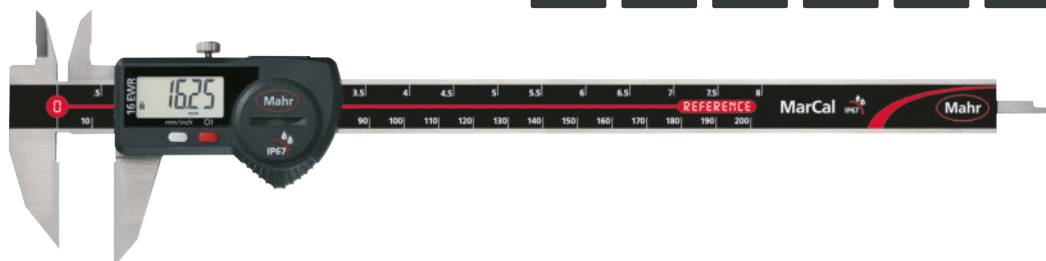 0
.5
10
16 EWR
16.25
mm
mm/inch
Mahr
IP67
3.5 4 4.5 5 5.5 6 6.5 7 7.5 8
REFERENCE
90 100 110 120 130 140 150 160 170 180 190 200
MarCal
IP67
Mahr